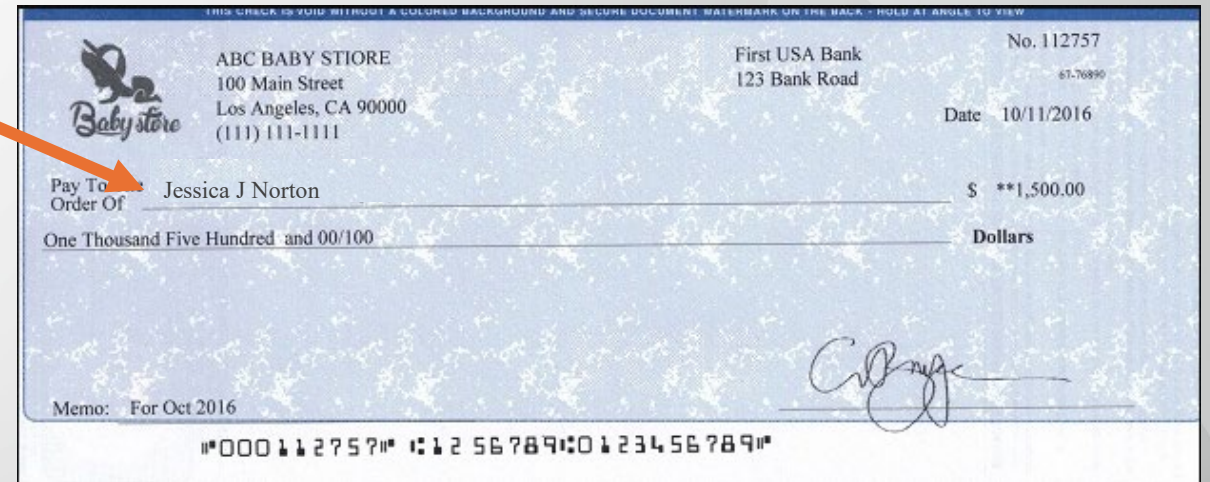 THIS CHECK IS VOID WITHOUT A COLORED BACKGROUND AND SECURE DOCUMENT WATERMARK ON THE BACK - HOLD AT ANGLE TO VIEW
Baby store
ABC BABY STIORE
100 Main Street
Los Angeles, CA 90000
(111) 111-1111
First USA Bank
123 Bank Road
No. 112757
67-76890
Date 10/11/2016
Pay To
Order Of Jessica J Norton $ **1,500.00
One Thousand Five Hundred and 00/100 Dollars
Memo: For Oct 2016
⑈000112757⑈ ⑆12 56789⑆0123456789⑈